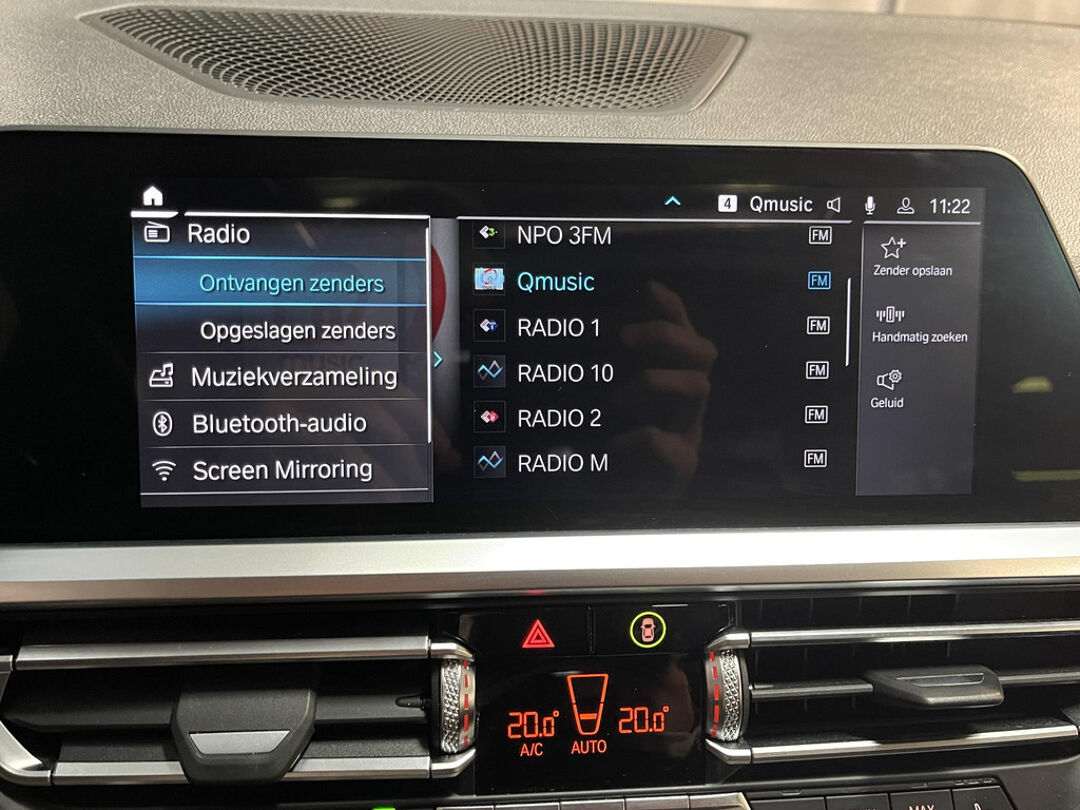 4 Qmusic 11:22
Radio
Ontvangen zenders
Opgeslagen zenders
Muziekverzameling
Bluetooth-audio
Screen Mirroring
NPO 3FM FM
Qmusic FM
RADIO 1 FM
RADIO 10 FM
RADIO 2 FM
RADIO M FM
Zender opslaan
Handmatig zoeken
Geluid
20.0° 20.0°
A/C AUTO
MAX